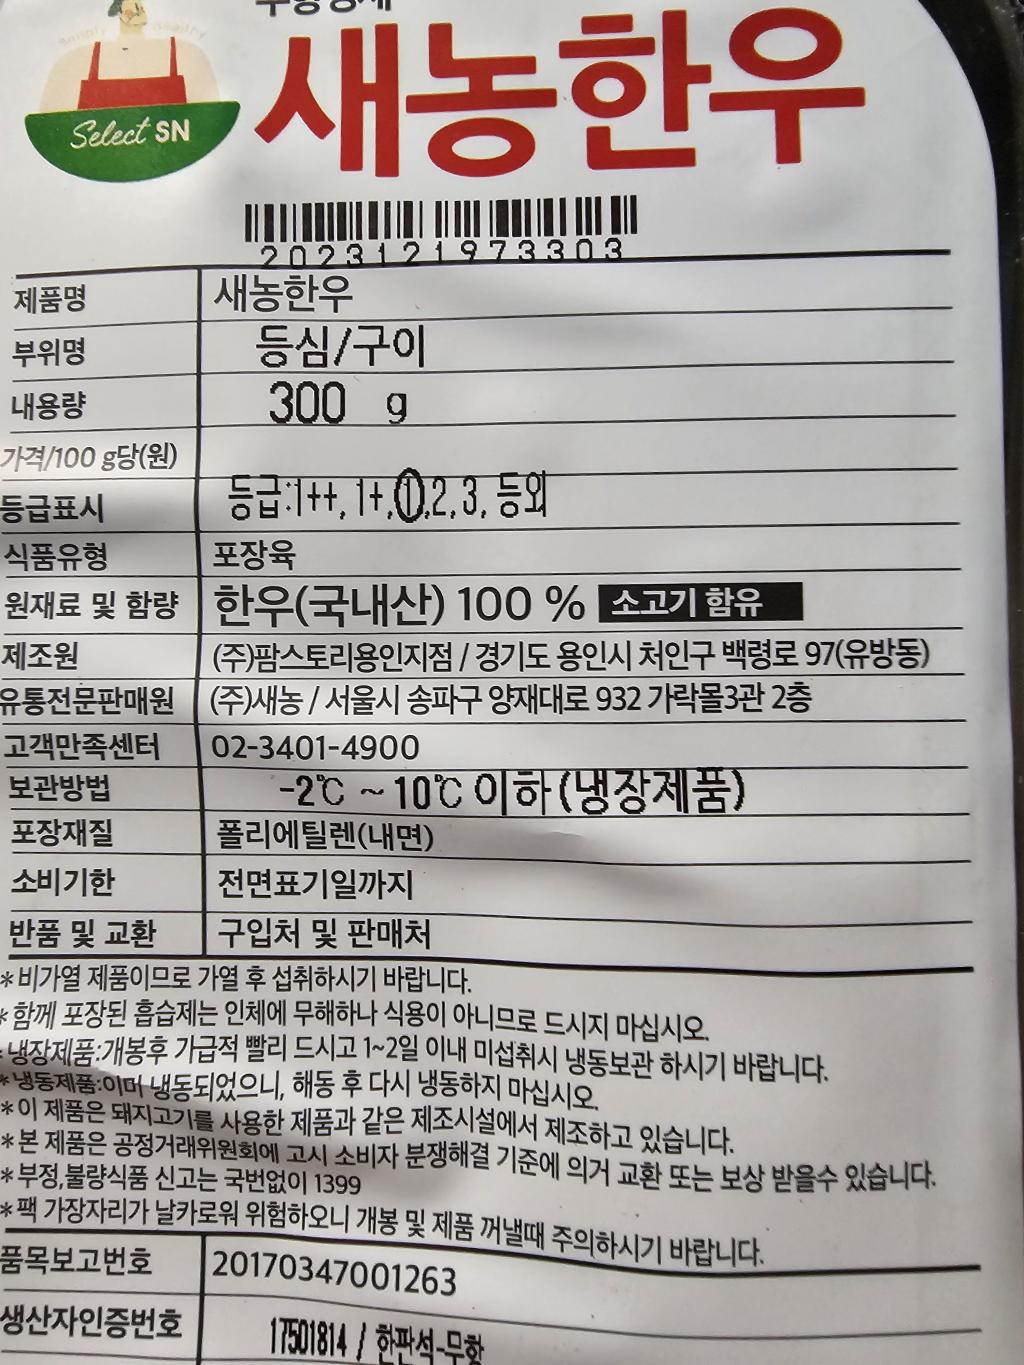 Select SN
새농한우
2023121973303
제품명 새농한우
부위명 등심/구이
내용량 300 g
가격/100 g당(원)
등급표시 등급:1++, 1+,1,2,3, 등외
식품유형 포장육
원재료 및 함량 한우(국내산) 100 % 소고기 함유
제조원 (주)팜스토리용인지점 / 경기도 용인시 처인구 백령로 97(유방동)
유통전문판매원 (주)새농 / 서울시 송파구 양재대로 932 가락몰3관 2층
고객만족센터 02-3401-4900
보관방법 -2℃ ~ 10℃ 이하 (냉장제품)
포장재질 폴리에틸렌(내면)
소비기한 전면표기일까지
반품 및 교환 구입처 및 판매처
*비가열 제품이므로 가열 후 섭취하시기 바랍니다.
*함께 포장된 흡습제는 인체에 무해하나 식용이 아니므로 드시지 마십시오.
*냉장제품:개봉후 가급적 빨리 드시고 1~2일 이내 미섭취시 냉동보관 하시기 바랍니다.
*냉동제품:이미 냉동되었으니, 해동 후 다시 냉동하지 마십시오.
*이 제품은 돼지고기를 사용한 제품과 같은 제조시설에서 제조하고 있습니다.
*본 제품은 공정거래위원회에 고시 소비자 분쟁해결 기준에 의거 교환 또는 보상 받을수 있습니다.
*부정,불량식품 신고는 국번없이 1399
*팩 가장자리가 날카로워 위험하오니 개봉 및 제품 꺼낼때 주의하시기 바랍니다.
품목보고번호 20170347001263
생산자인증번호 17501814 / 한판석-무항